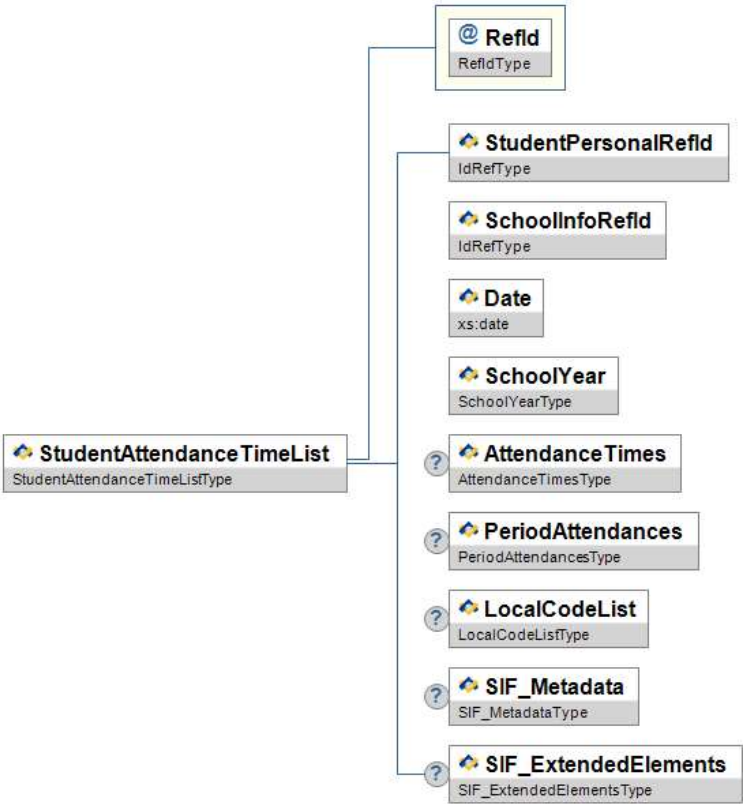 @ RefId
RefIdType
StudentPersonalRefId
IdRefType
SchoolInfoRefId
IdRefType
Date
xs:date
SchoolYear
SchoolYearType
StudentAttendanceTimeList
StudentAttendanceTimeListType
? AttendanceTimes
AttendanceTimesType
? PeriodAttendances
PeriodAttendancesType
? LocalCodeList
LocalCodeListType
? SIF_Metadata
SIF_MetadataType
? SIF_ExtendedElements
SIF_ExtendedElementsType